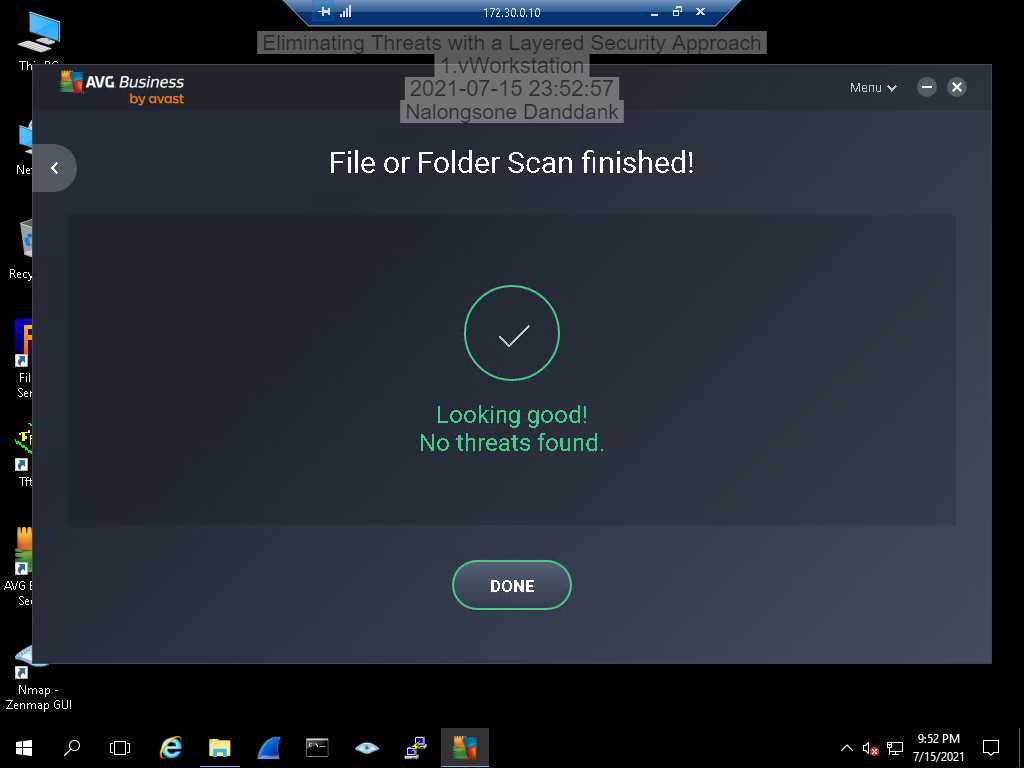 172.30.0.10
Eliminating Threats with a Layered Security Approach
1.vWorkstation
2021-07-15 23:52:57
Nalongsone Danddank
AVG Business
by avast
Menu
File or Folder Scan finished!
Looking good!
No threats found.
DONE
Nmap -
Zenmap GUI
9:52 PM
7/15/2021